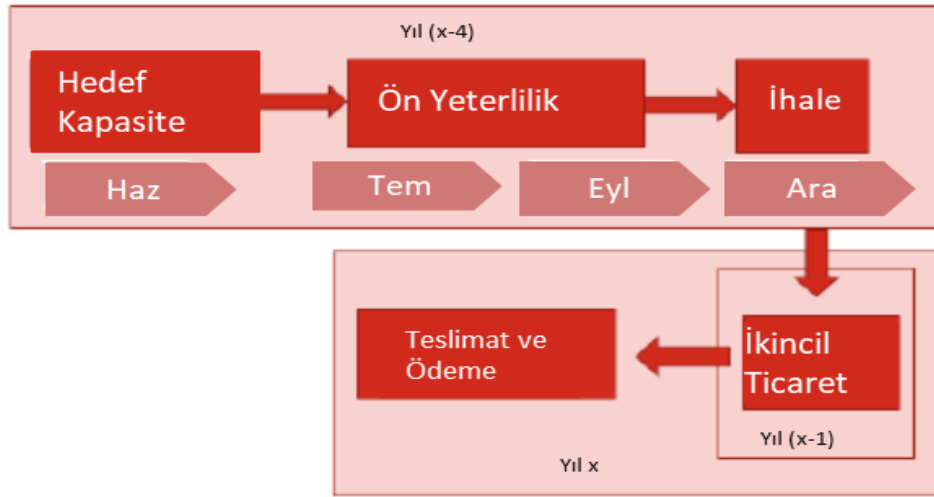 Yıl (x-4)
Hedef
Kapasite
Ön Yeterlilik
İhale
Haz
Tem
Eyl
Ara
Teslimat ve
Ödeme
İkincil
Ticaret
Yıl (x-1)
Yıl x